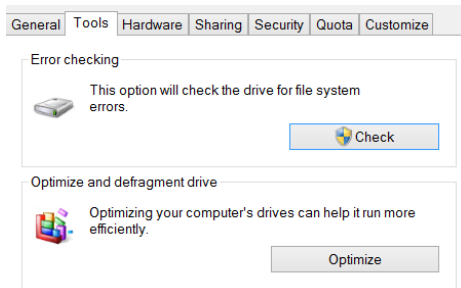 General Tools Hardware Sharing Security Quota Customize
Error checking
This option will check the drive for file system
errors.
Check
Optimize and defragment drive
Optimizing your computer's drives can help it run more
efficiently.
Optimize